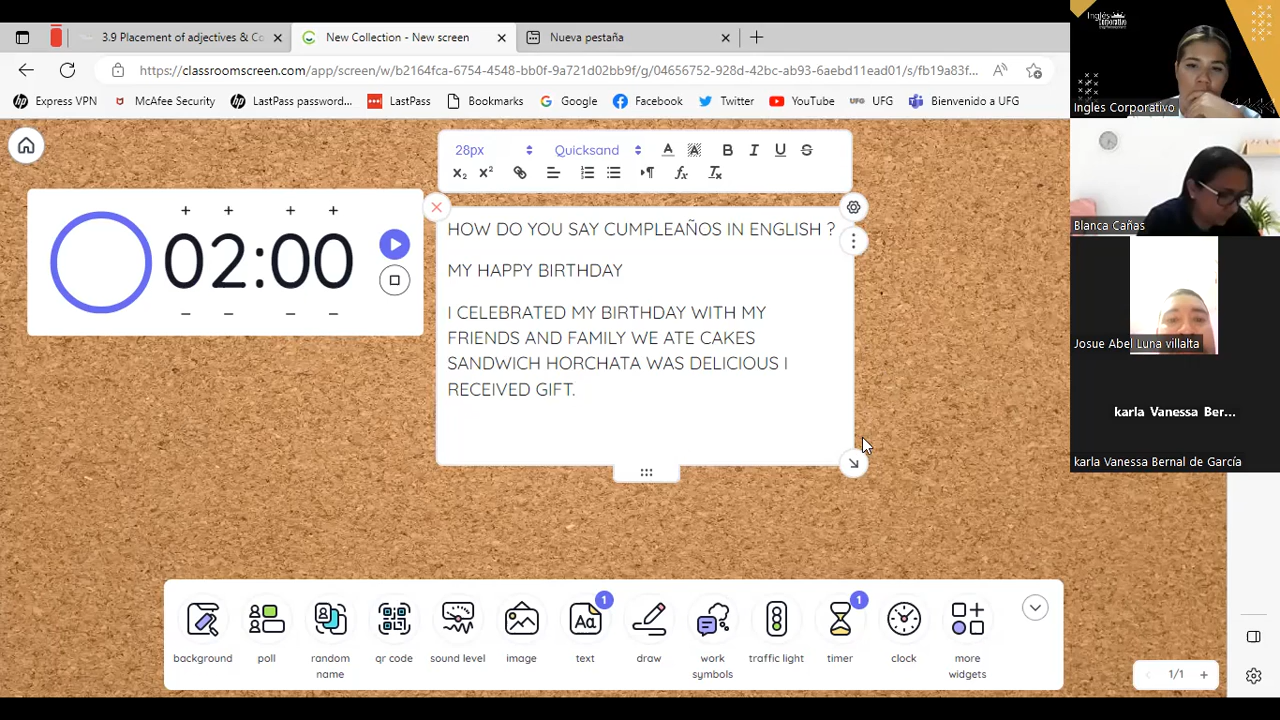 3.9 Placement of adjectives & Co
New Collection - New screen
Nueva pestaña
https://classroomscreen.com/app/screen/w/b2164fca-6754-4548-bb0f-9a721d02bb9f/g/04656752-928d-42bc-ab93-6aebd11ead01/s/fb19a83f...
Express VPN
McAfee Security
LastPass password...
LastPass
Bookmarks
Google
Facebook
Twitter
YouTube
UFG
UFG
Bienvenido a UFG
28px
Quicksand
02:00
HOW DO YOU SAY CUMPLEAÑOS IN ENGLISH ?
MY HAPPY BIRTHDAY
I CELEBRATED MY BIRTHDAY WITH MY
FRIENDS AND FAMILY WE ATE CAKES
SANDWICH HORCHATA WAS DELICIOUS I
RECEIVED GIFT.
background
poll
random
name
qr code
sound level
image
1
text
draw
work
symbols
traffic light
1
timer
clock
more
widgets
1/1
Inglés
Corporativo
Ingles Corporativo
Blanca Cañas
Josue Abel Luna villalta
karla Vanessa Ber...
karla Vanessa Bernal de García